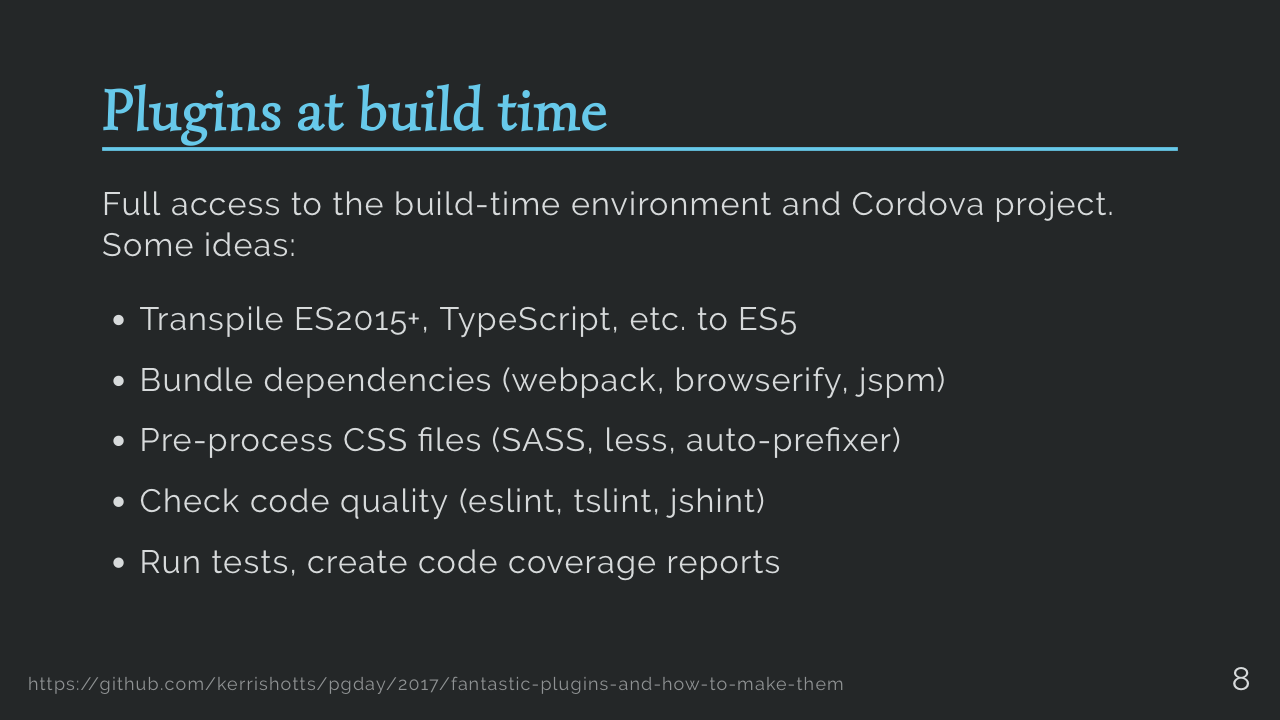 Plugins at build time
Full access to the build-time environment and Cordova project.
Some ideas:
• Transpile ES2015+, TypeScript, etc. to ES5
• Bundle dependencies (webpack, browserify, jspm)
• Pre-process CSS files (SASS, less, auto-prefixer)
• Check code quality (eslint, tslint, jshint)
• Run tests, create code coverage reports
https://github.com/kerrishotts/pgday/2017/fantastic-plugins-and-how-to-make-them
8